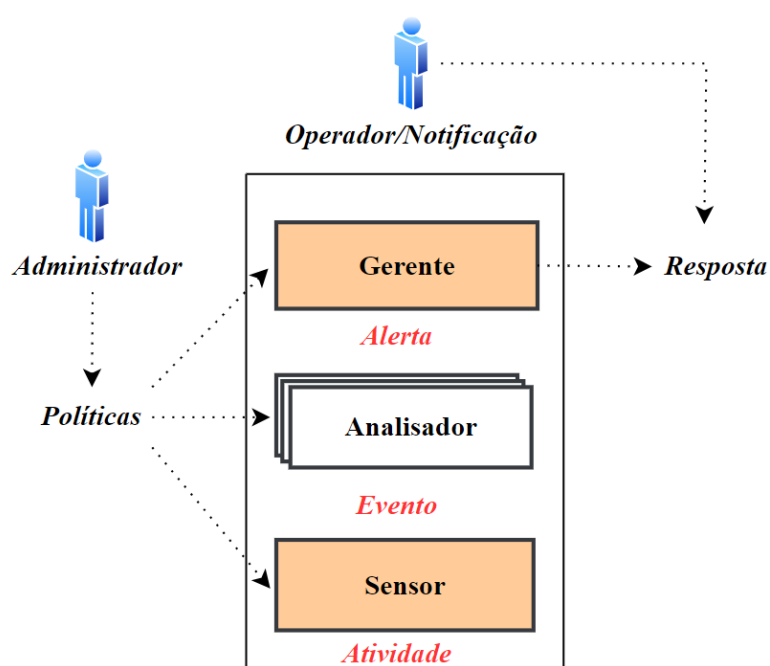 Operador/Notificação
Administrador
Gerente
Resposta
Alerta
Políticas
Analisador
Evento
Sensor
Atividade